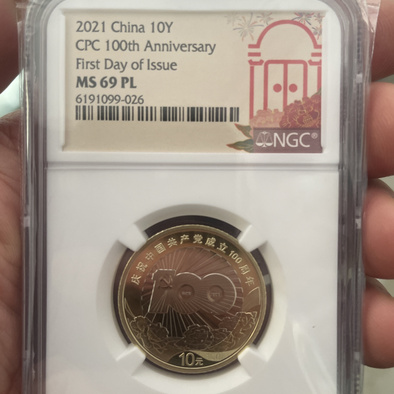 2021 China 10Y
CPC 100th Anniversary
First Day of Issue
MS 69 PL
6191099-026
NGC®
庆祝中国共产党成立100周年
100
10元